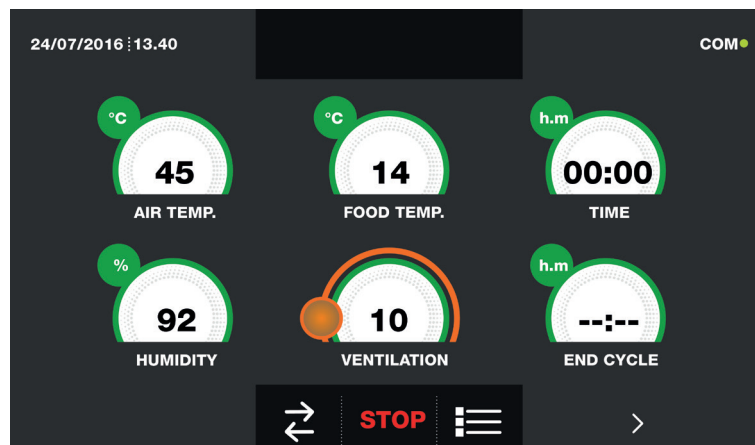 24/07/2016 13.40
COM
°C
°C
h.m
45
14
00:00
AIR TEMP.
FOOD TEMP.
TIME
%
h.m
92
10
--:--
HUMIDITY
VENTILATION
END CYCLE
STOP